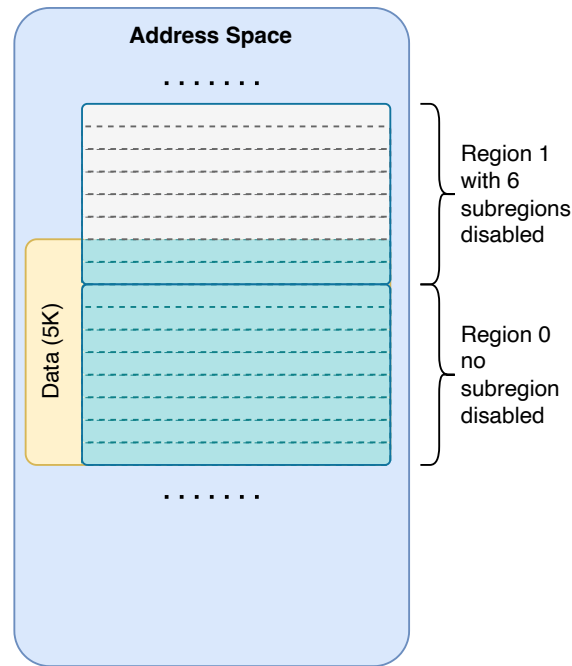 Address Space
. . . . . . .
Region 1
with 6
subregions
disabled
Data (5K)
Region 0
no
subregion
disabled
. . . . . . .